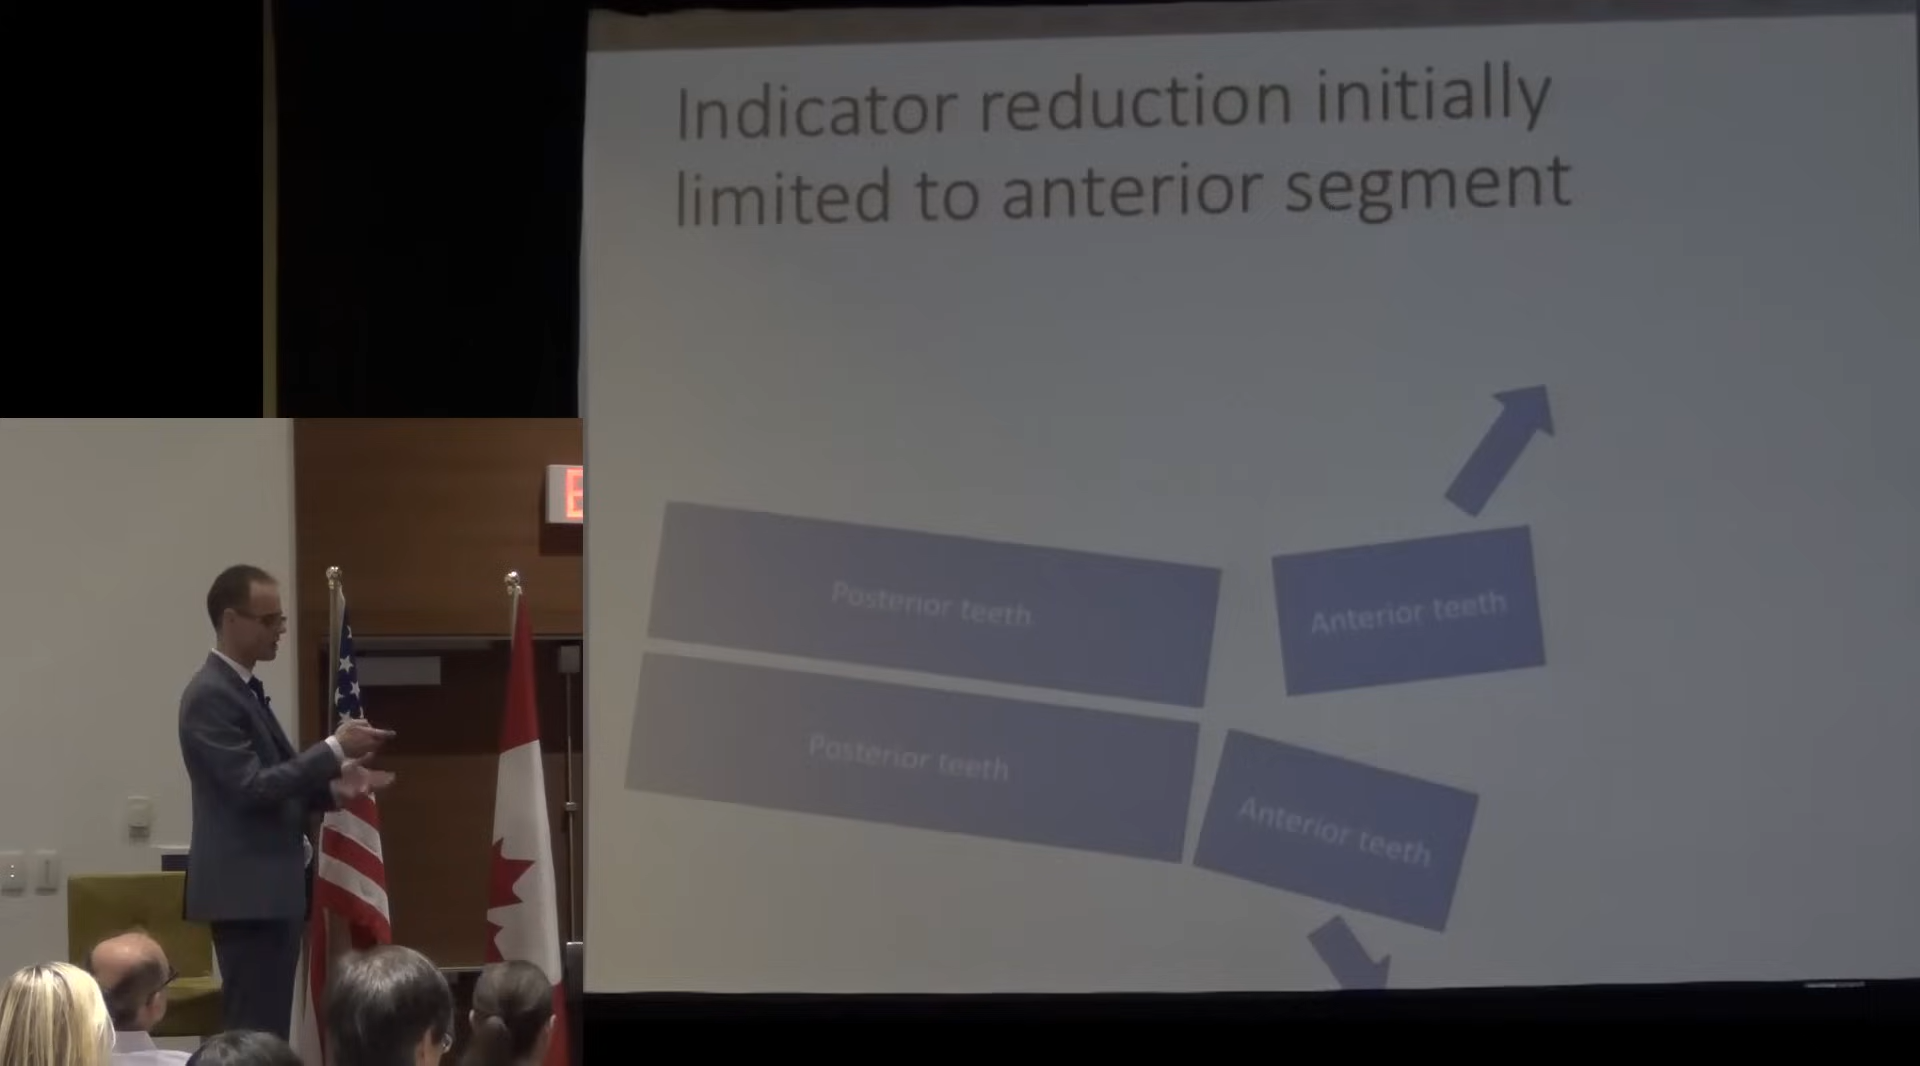 Indicator reduction initially
limited to anterior segment
Posterior teeth
Anterior teeth
Posterior teeth
Anterior teeth
E